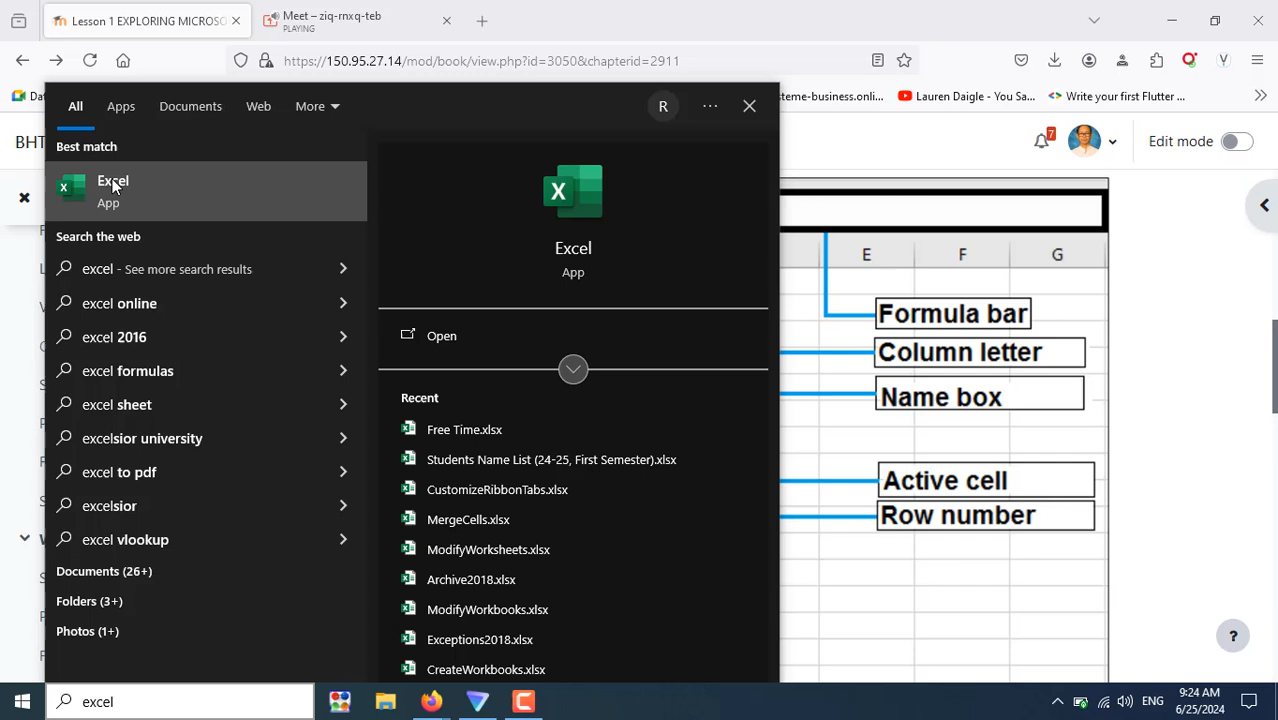 Lesson 1 EXPLORING MICROSO
Meet – ziq-rnxq-teb
PLAYING
https://150.95.27.14/mod/book/view.php?id=3050&chapterid=2911
Dat
steme-business.onlin...
Lauren Daigle - You Sa...
Write your first Flutter ...
All
Apps
Documents
Web
More
R
BHT
7
Edit mode
Best match
Excel
App
Search the web
excel - See more search results
excel online
excel 2016
excel formulas
excel sheet
excelsior university
excel to pdf
excelsior
excel vlookup
Documents (26+)
Folders (3+)
Photos (1+)
Excel
App
Open
Recent
Free Time.xlsx
Students Name List (24-25, First Semester).xlsx
CustomizeRibbonTabs.xlsx
MergeCells.xlsx
ModifyWorksheets.xlsx
Archive2018.xlsx
ModifyWorkbooks.xlsx
Exceptions2018.xlsx
CreateWorkbooks.xlsx
E F G
Formula bar
Column letter
Name box
Active cell
Row number
?
excel
ENG
9:24 AM
6/25/2024